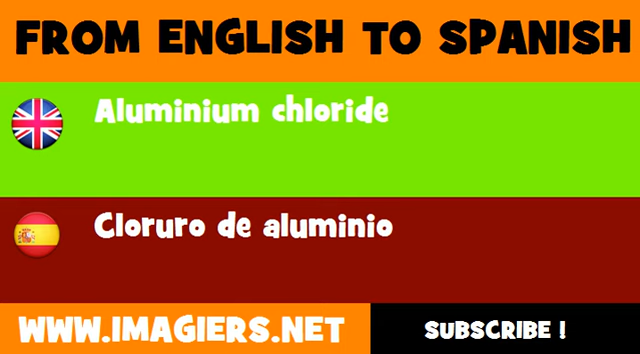 FROM ENGLISH TO SPANISH
Aluminium chloride
Cloruro de aluminio
WWW.IMAGIERS.NET
SUBSCRIBE !